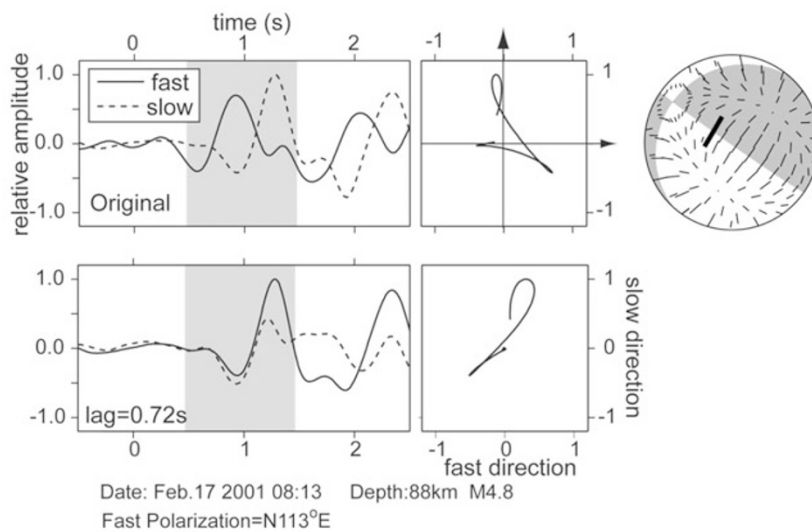 time (s)
0 1 2
-1 0 1
relative amplitude
1.0
0.0
-1.0
fast
slow
Original
1
0
-1
1.0
0.0
-1.0
lag=0.72s
0 1 2
1
0
-1
slow direction
-1 0 1
fast direction
Date: Feb.17 2001 08:13 Depth:88km M4.8
Fast Polarization=N113°E